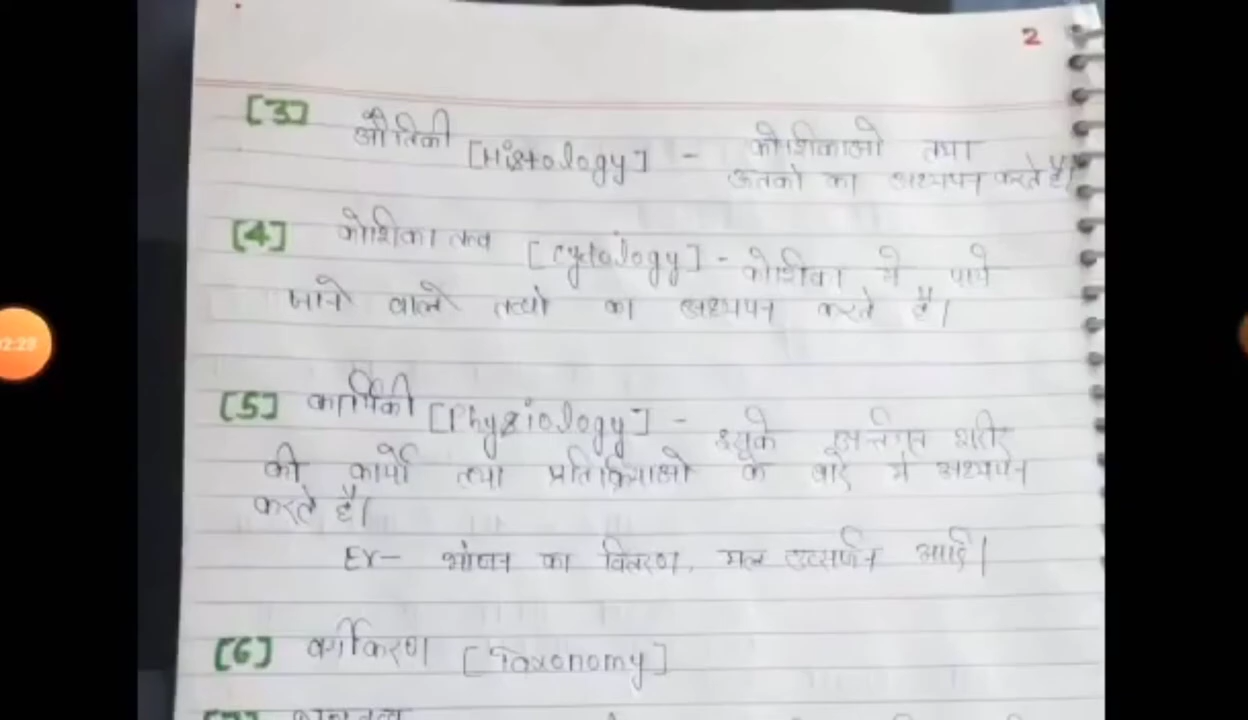 2
[3] औतिकी [Histology] - कोशिकाओ तथा
ऊतको का अध्ययन करते है।
[4] कोशिका तत्व [Cytology] - कोशिका मे पाये
जाने वाले तत्वो का अध्ययन करते है।
[5] कार्यिकी [Physiology] - इसके अन्तर्गत शरीर
की कार्यो तथा प्रतिक्रियाओ के बारे मे अध्ययन
करते है।
Ex- भोजन का वितरण, मल उत्सर्जन आदि।
[6] वर्गीकरण [Taxonomy]